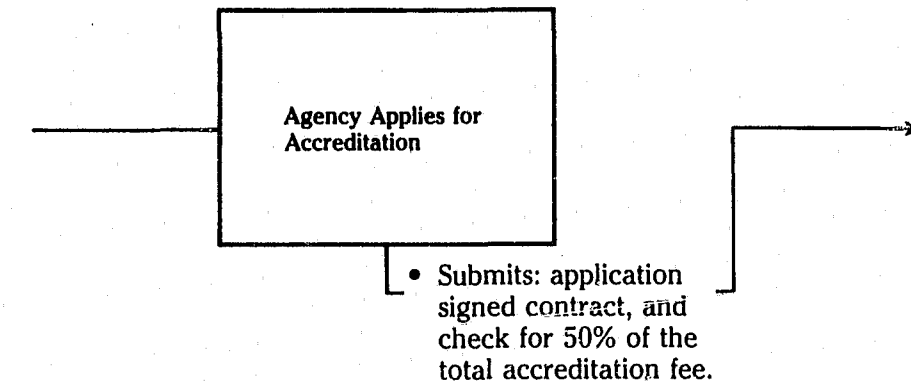 Agency Applies for
Accreditation
• Submits: application
signed contract, and
check for 50% of the
total accreditation fee.